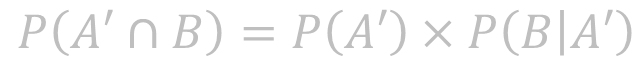 P(A′ ∩ B) = P(A′) × P(B|A′)